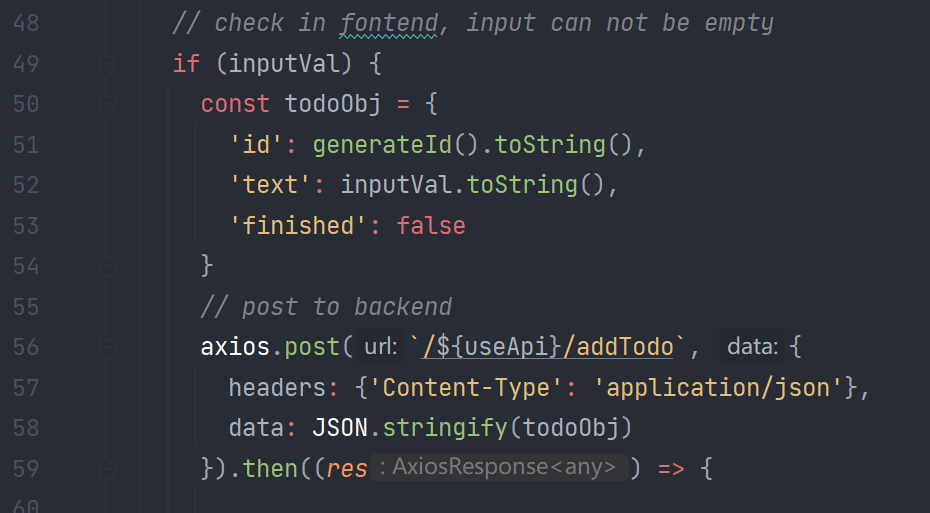 48 // check in fontend, input can not be empty
49 if (inputVal) {
50 const todoObj = {
51 'id': generateId().toString(),
52 'text': inputVal.toString(),
53 'finished': false
54 }
55 // post to backend
56 axios.post( url: `/${useApi}/addTodo`, data: {
57 headers: {'Content-Type': 'application/json'},
58 data: JSON.stringify(todoObj)
59 }).then((res : AxiosResponse<any> ) => {
60